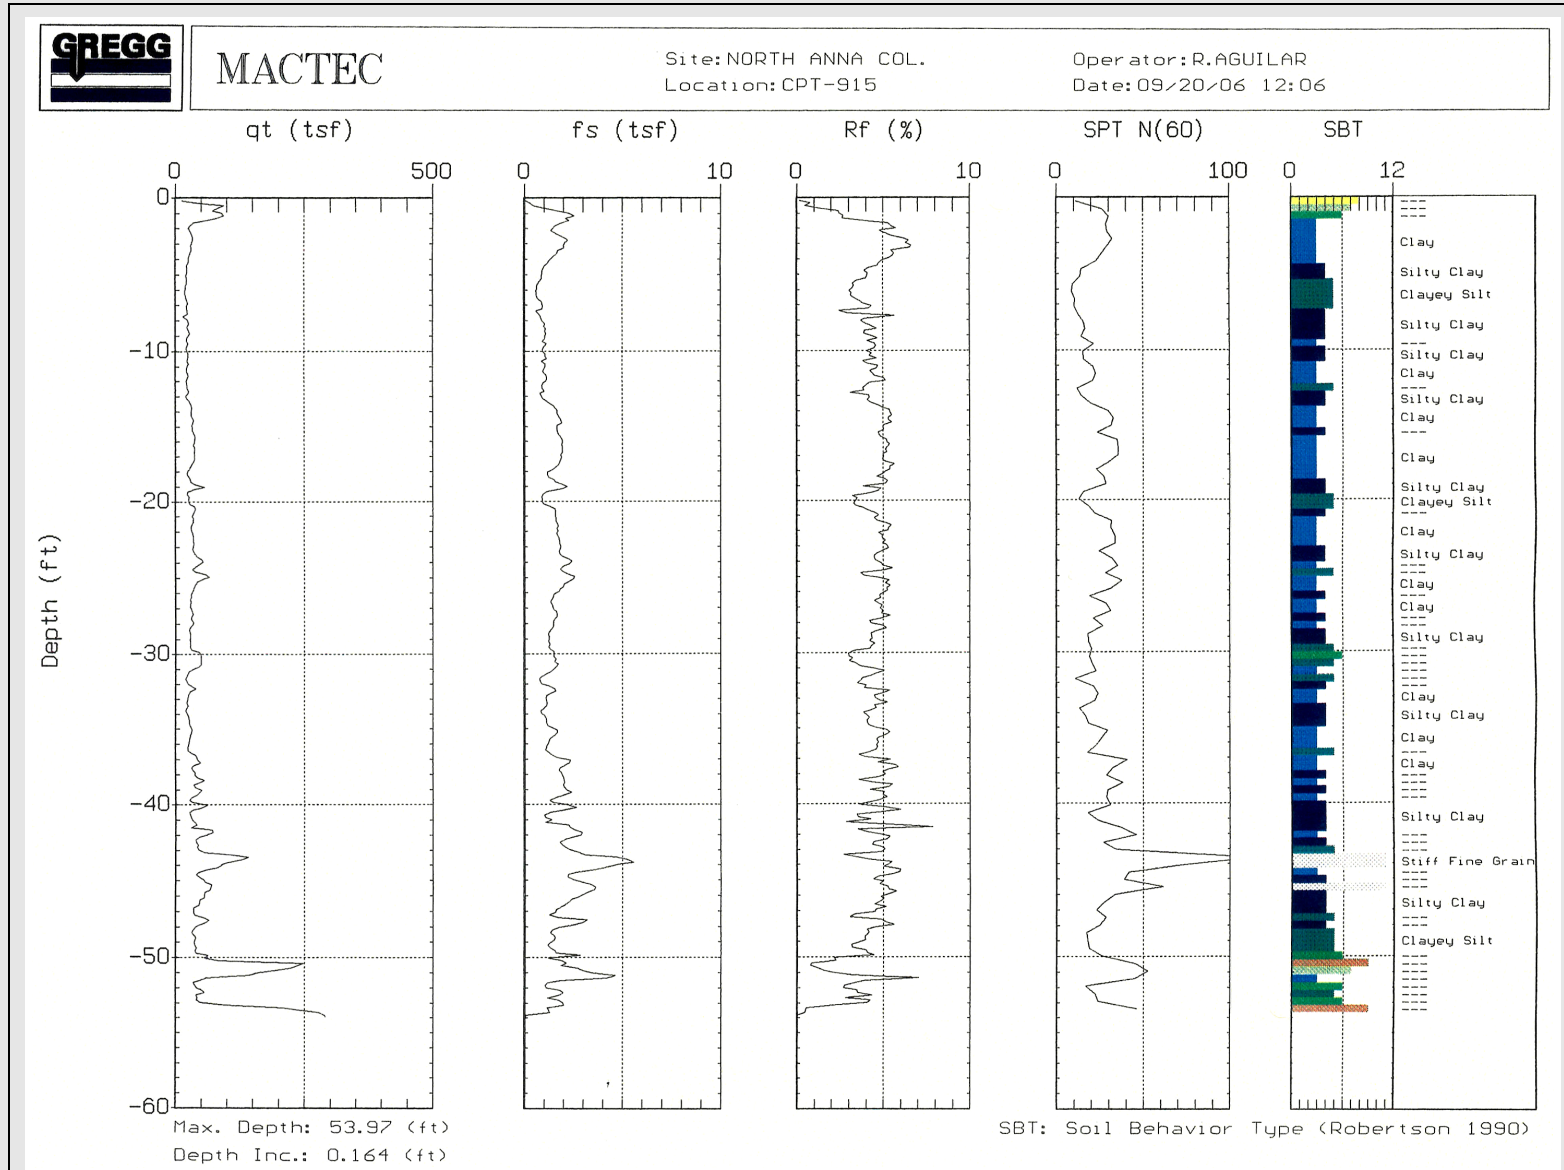 GREGG
MACTEC
Site:NORTH ANNA COL.
Location:CPT-915
Operator:R.AGUILAR
Date:09/20/06 12:06
qt (tsf)
fs (tsf)
Rf (%)
SPT N(60)
SBT
0 500
0 10
0 10
0 100
0 12
0
-10
-20
-30
-40
-50
-60
Depth (ft)
---
---
Clay
Silty Clay
Clayey Silt
Silty Clay
---
Silty Clay
Clay
---
Silty Clay
Clay
---
Clay
Silty Clay
Clayey Silt
---
Clay
Silty Clay
---
---
Clay
---
Clay
---
---
Silty Clay
---
---
---
---
---
Clay
Silty Clay
Clay
---
Clay
---
---
---
---
Silty Clay
---
---
---
Stiff Fine Grain
---
---
---
Silty Clay
---
---
Clayey Silt
---
---
---
---
---
---
---
---
Max. Depth: 53.97 (ft)
Depth Inc.: 0.164 (ft)
SBT: Soil Behavior Type (Robertson 1990)